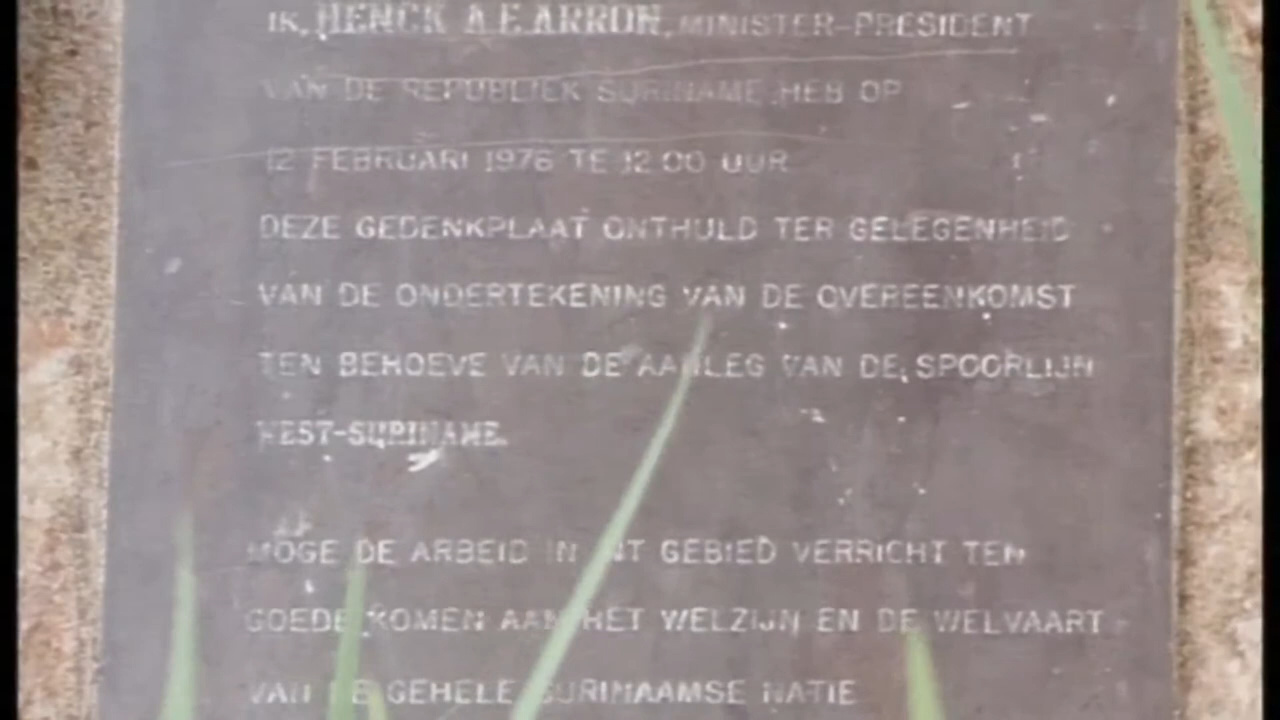 IK, HENCK A.E. ARRON, MINISTER-PRESIDENT
VAN DE REPUBLIEK SURINAME HEB OP
12 FEBRUARI 1976 TE 12.00 UUR
DEZE GEDENKPLAAT ONTHULD TER GELEGENHEID
VAN DE ONDERTEKENING VAN DE OVEREENKOMST
TEN BEHOEVE VAN DE AANLEG VAN DE SPOORLIJN
WEST-SURINAME.
MOGE DE ARBEID IN DIT GEBIED VERRICHT TEN
GOEDE KOMEN AAN HET WELZIJN EN DE WELVAART
VAN DE GEHELE SURINAAMSE NATIE